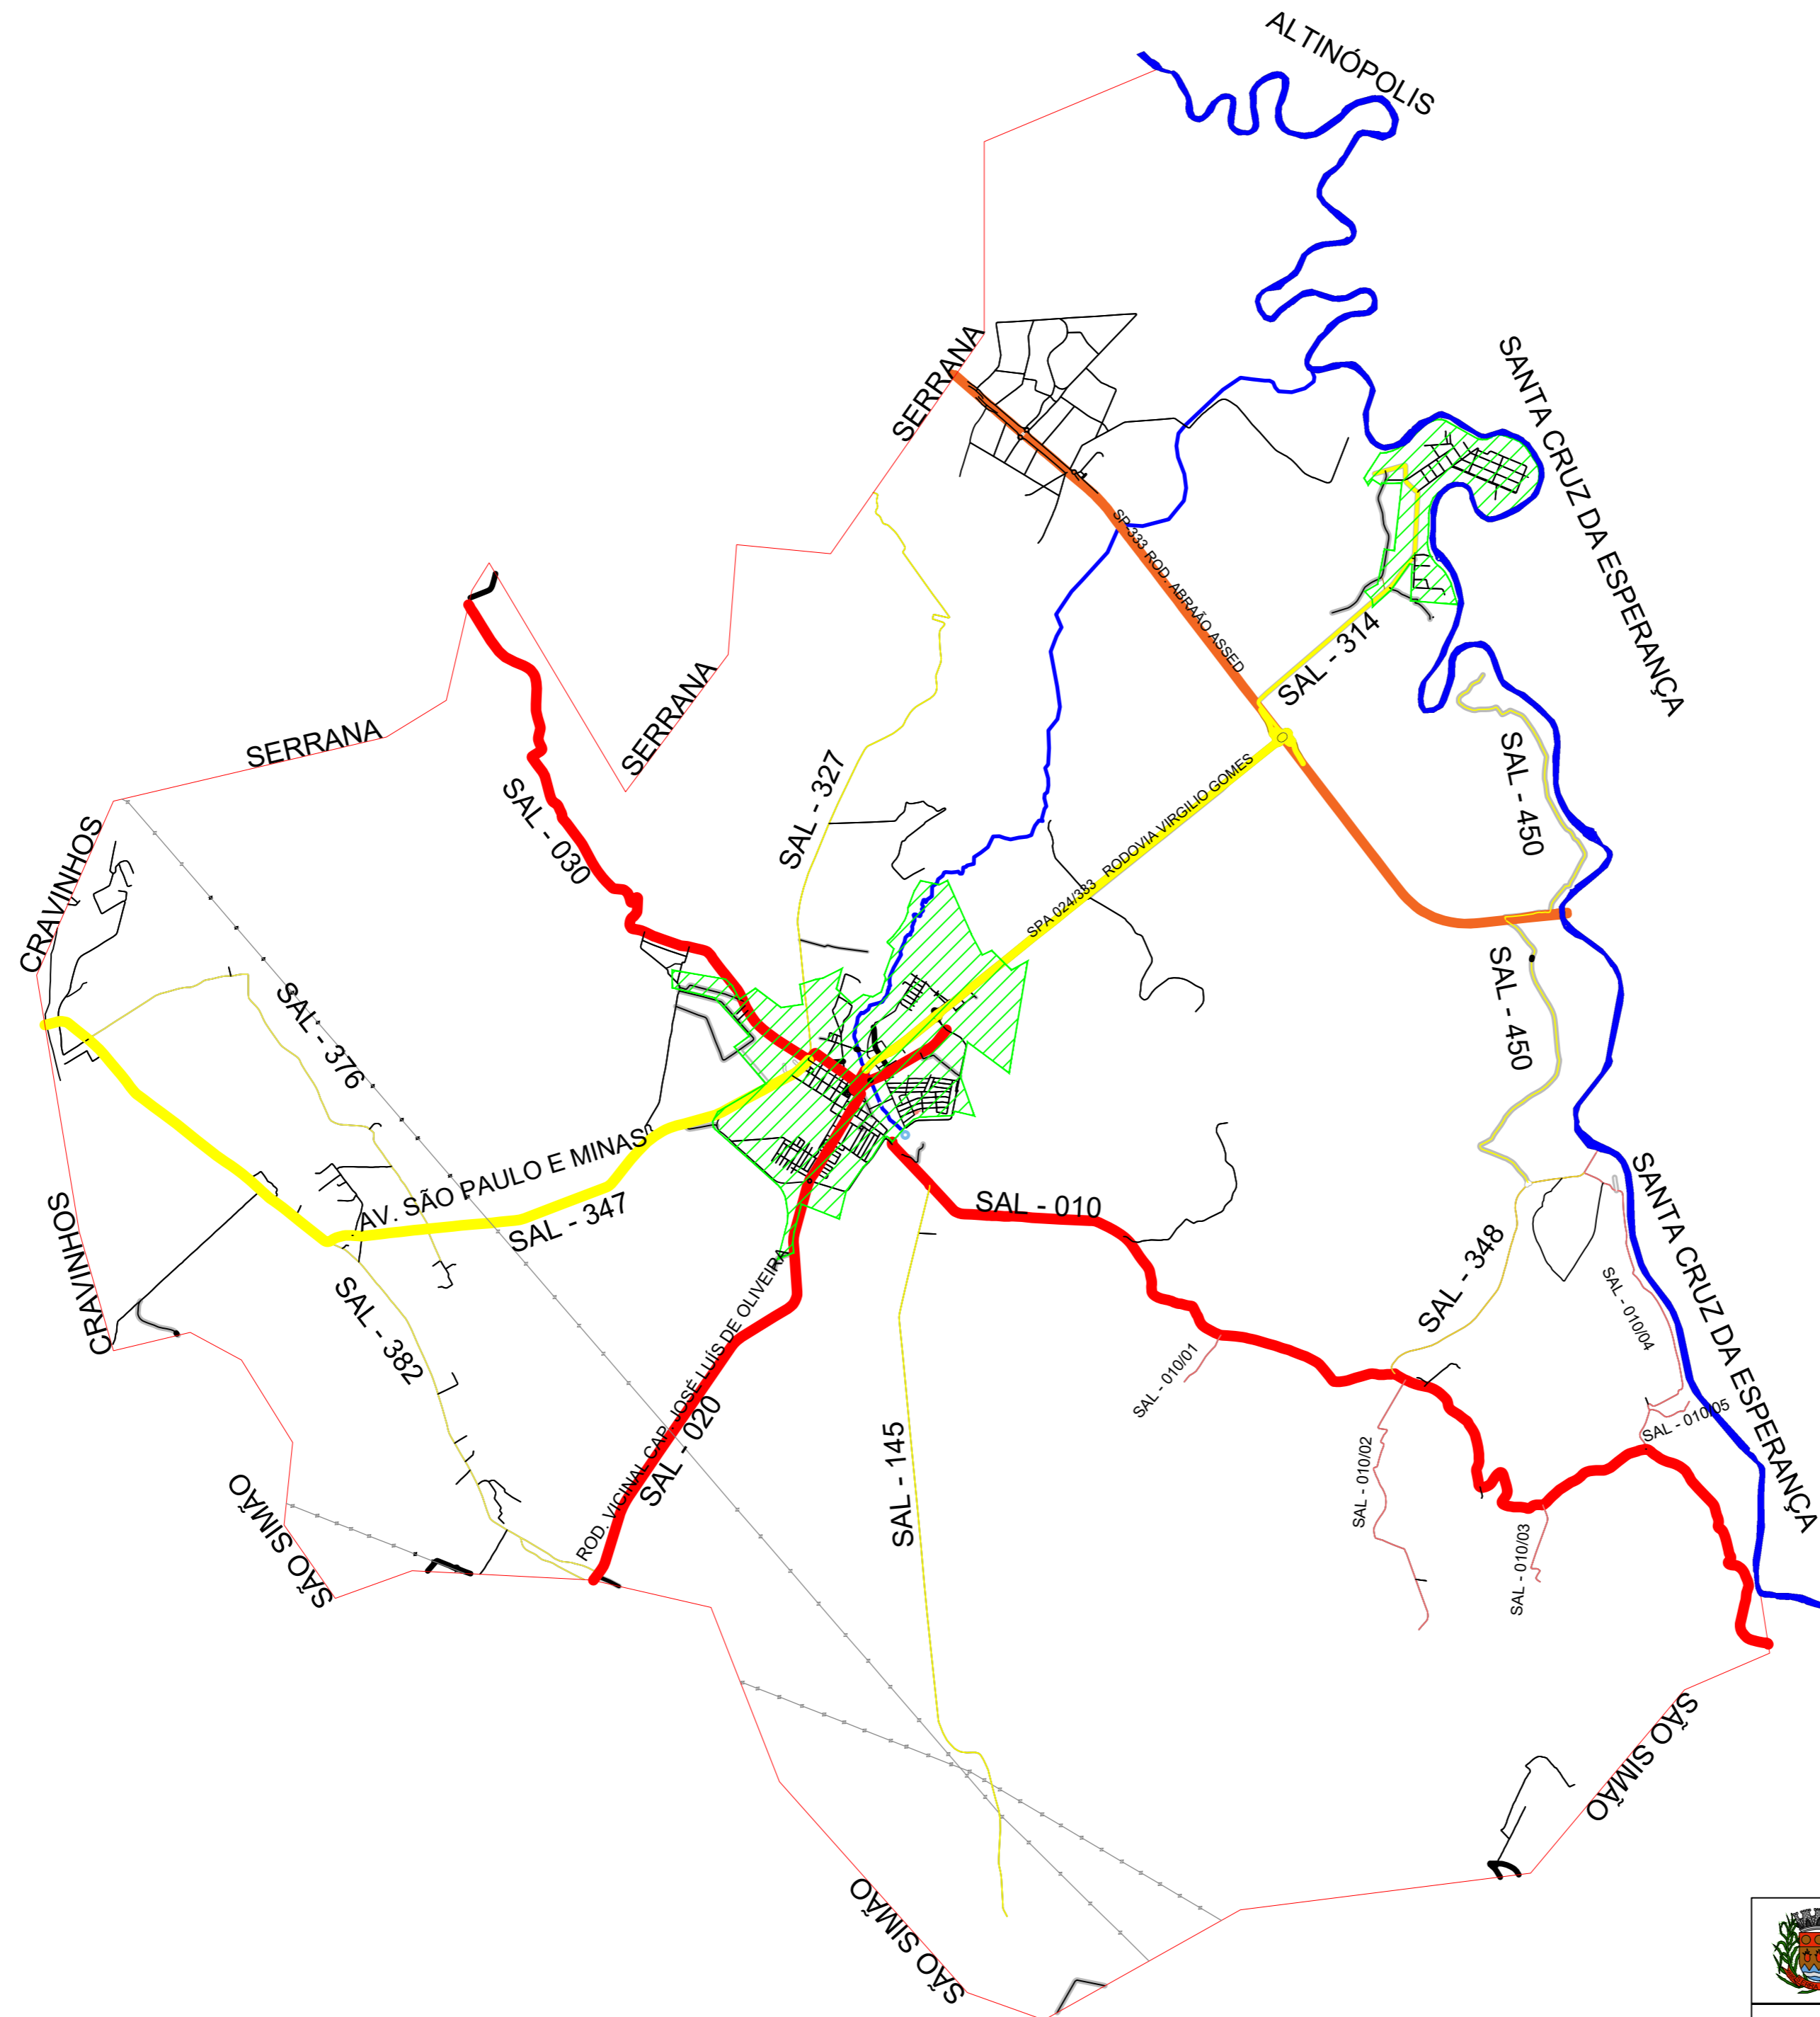 ALTINÓPOLIS
SERRANA
SANTA CRUZ DA ESPERANÇA
SP-333 ROD. ABRAÃO ASSED
SAL - 314
SERRANA
SERRANA
SAL - 327
SAL - 030
SAL - 450
SPA 024/333 RODOVIA VIRGILIO GOMES
CRAVINHOS
SAL - 376
SAL - 450
AV. SÃO PAULO E MINAS
SAL - 347
SAL - 010
CRAVINHOS
SAL - 382
SAL - 348
SAL - 010/04
SANTA CRUZ DA ESPERANÇA
ROD. VICINAL CAP. JOSÉ LUÍS DE OLIVEIRA
SAL - 020
SAL - 010/01
SAL - 010/05
SAL - 145
SAL - 010/02
SAL - 010/03
SÃO SIMÃO
SÃO SIMÃO
SÃO SIMÃO